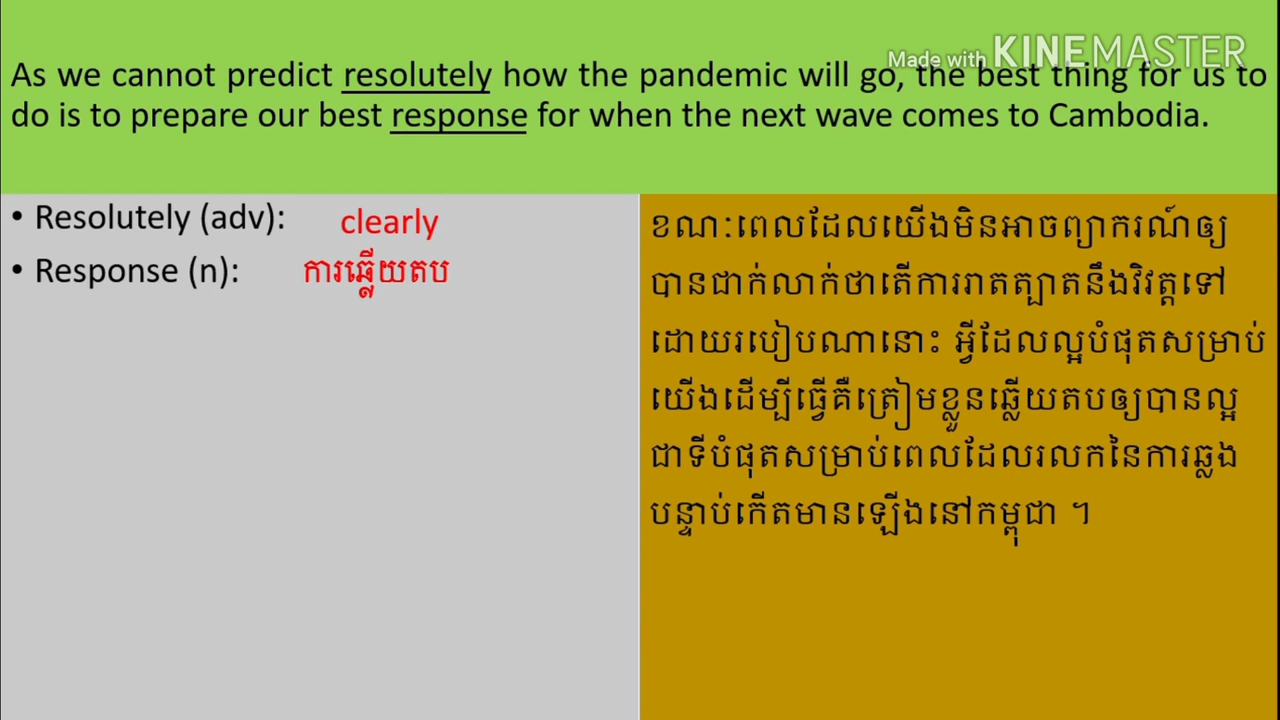 Made with KINEMASTER
As we cannot predict resolutely how the pandemic will go, the best thing for us to
do is to prepare our best response for when the next wave comes to Cambodia.
• Resolutely (adv): clearly
• Response (n): ការឆ្លើយតប
ខណៈពេលដែលយើងមិនអាចព្យាករណ៍ឲ្យ
បានជាក់លាក់ថាតើការរាតត្បាតនឹងវិវត្តទៅ
ដោយរបៀបណានោះ អ្វីដែលល្អបំផុតសម្រាប់
យើងដើម្បីធ្វើគឺត្រៀមខ្លួនឆ្លើយតបឲ្យបានល្អ
ជាទីបំផុតសម្រាប់ពេលដែលរលកនៃការឆ្លង
បន្ទាប់កើតមានឡើងនៅកម្ពុជា ។